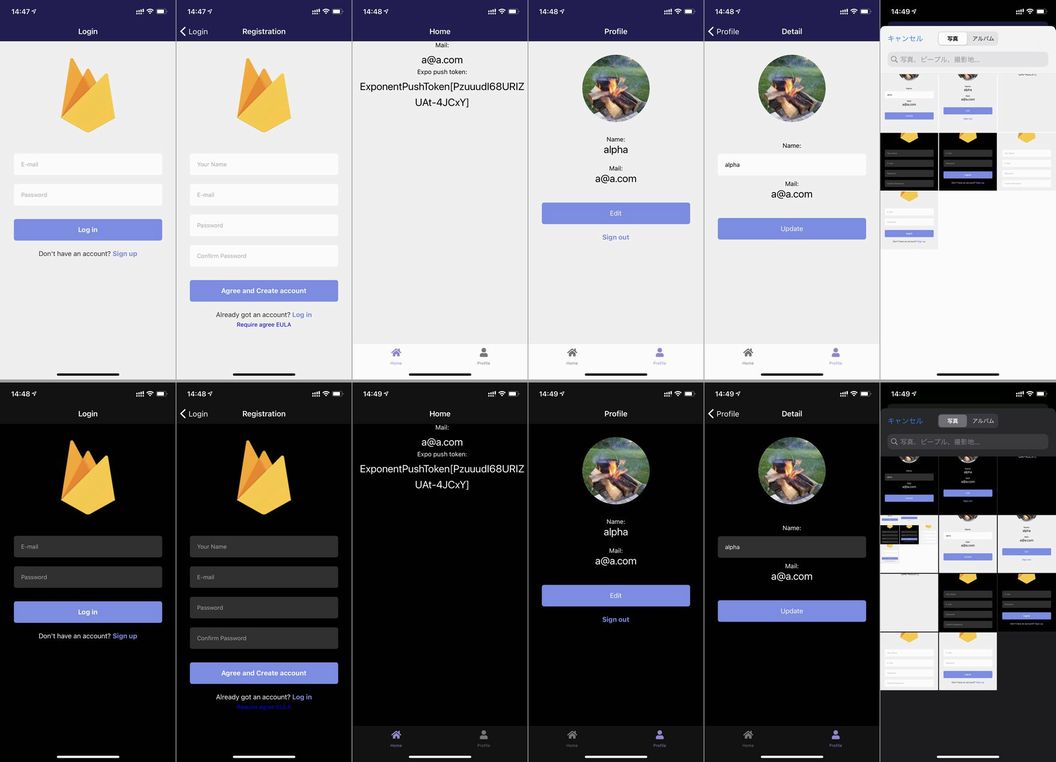 14:47
Login
E-mail
Password
Log in
Don't have an account? Sign up
14:47
Login
Registration
Your Name
E-mail
Password
Confirm Password
Agree and Create account
Already got an account? Log in
Require agree EULA
14:48
Home
Mail:
a@a.com
Expo push token:
ExponentPushToken[PzuuudI68URIZ
UAt-4JCxY]
Home
Profile
14:48
Profile
Name:
alpha
Mail:
a@a.com
Edit
Sign out
Home
Profile
14:48
Profile
Detail
Name:
alpha
Mail:
a@a.com
Update
Home
Profile
14:49
キャンセル
写真
アルバム
写真、ピープル、撮影地...
14:48
Login
E-mail
Password
Log in
Don't have an account? Sign up
14:48
Login
Registration
Your Name
E-mail
Password
Confirm Password
Agree and Create account
Already got an account? Log in
Require agree EULA
14:49
Home
Mail:
a@a.com
Expo push token:
ExponentPushToken[PzuuudI68URIZ
UAt-4JCxY]
Home
Profile
14:49
Profile
Name:
alpha
Mail:
a@a.com
Edit
Sign out
Home
Profile
14:49
Profile
Detail
Name:
alpha
Mail:
a@a.com
Update
Home
Profile
14:49
キャンセル
写真
アルバム
写真、ピープル、撮影地...